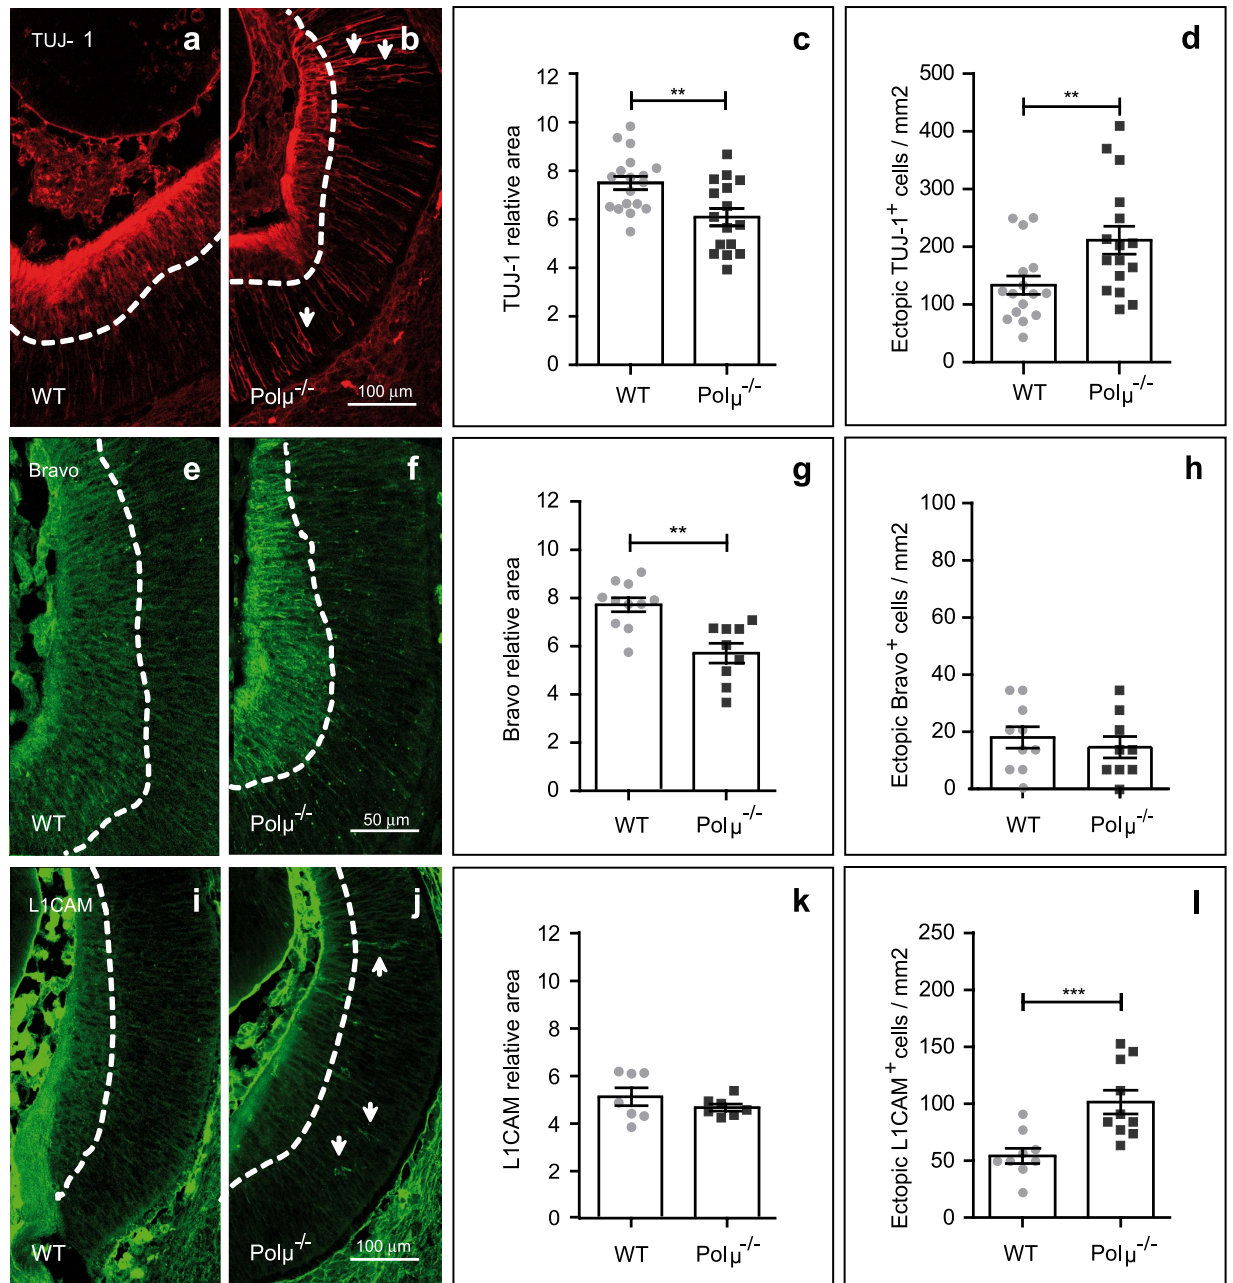 TUJ- 1
a
WT
b
Polµ-/-
100 µm
c
TUJ-1 relative area
12
10
8
6
4
2
0
**
WT
Polµ-/-
d
Ectopic TUJ-1+ cells / mm2
500
400
300
200
100
0
**
WT
Polµ-/-
Bravo
e
WT
f
Polµ-/-
50 µm
g
Bravo relative area
12
10
8
6
4
2
0
**
WT
Polµ-/-
h
Ectopic Bravo+ cells / mm2
100
80
60
40
20
0
WT
Polµ-/-
L1CAM
i
WT
j
Polµ-/-
100 µm
k
L1CAM relative area
12
10
8
6
4
2
0
WT
Polµ-/-
l
Ectopic L1CAM+ cells / mm2
250
200
150
100
50
0
***
WT
Polµ-/-